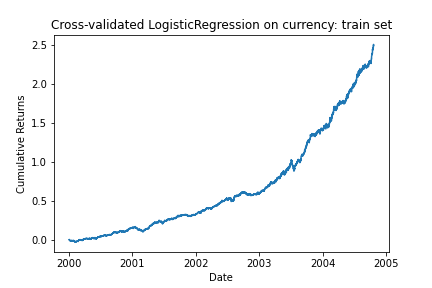 Cross-validated LogisticRegression on currency: train set
2.5
2.0
1.5
1.0
0.5
0.0
Cumulative Returns
2000 2001 2002 2003 2004 2005
Date